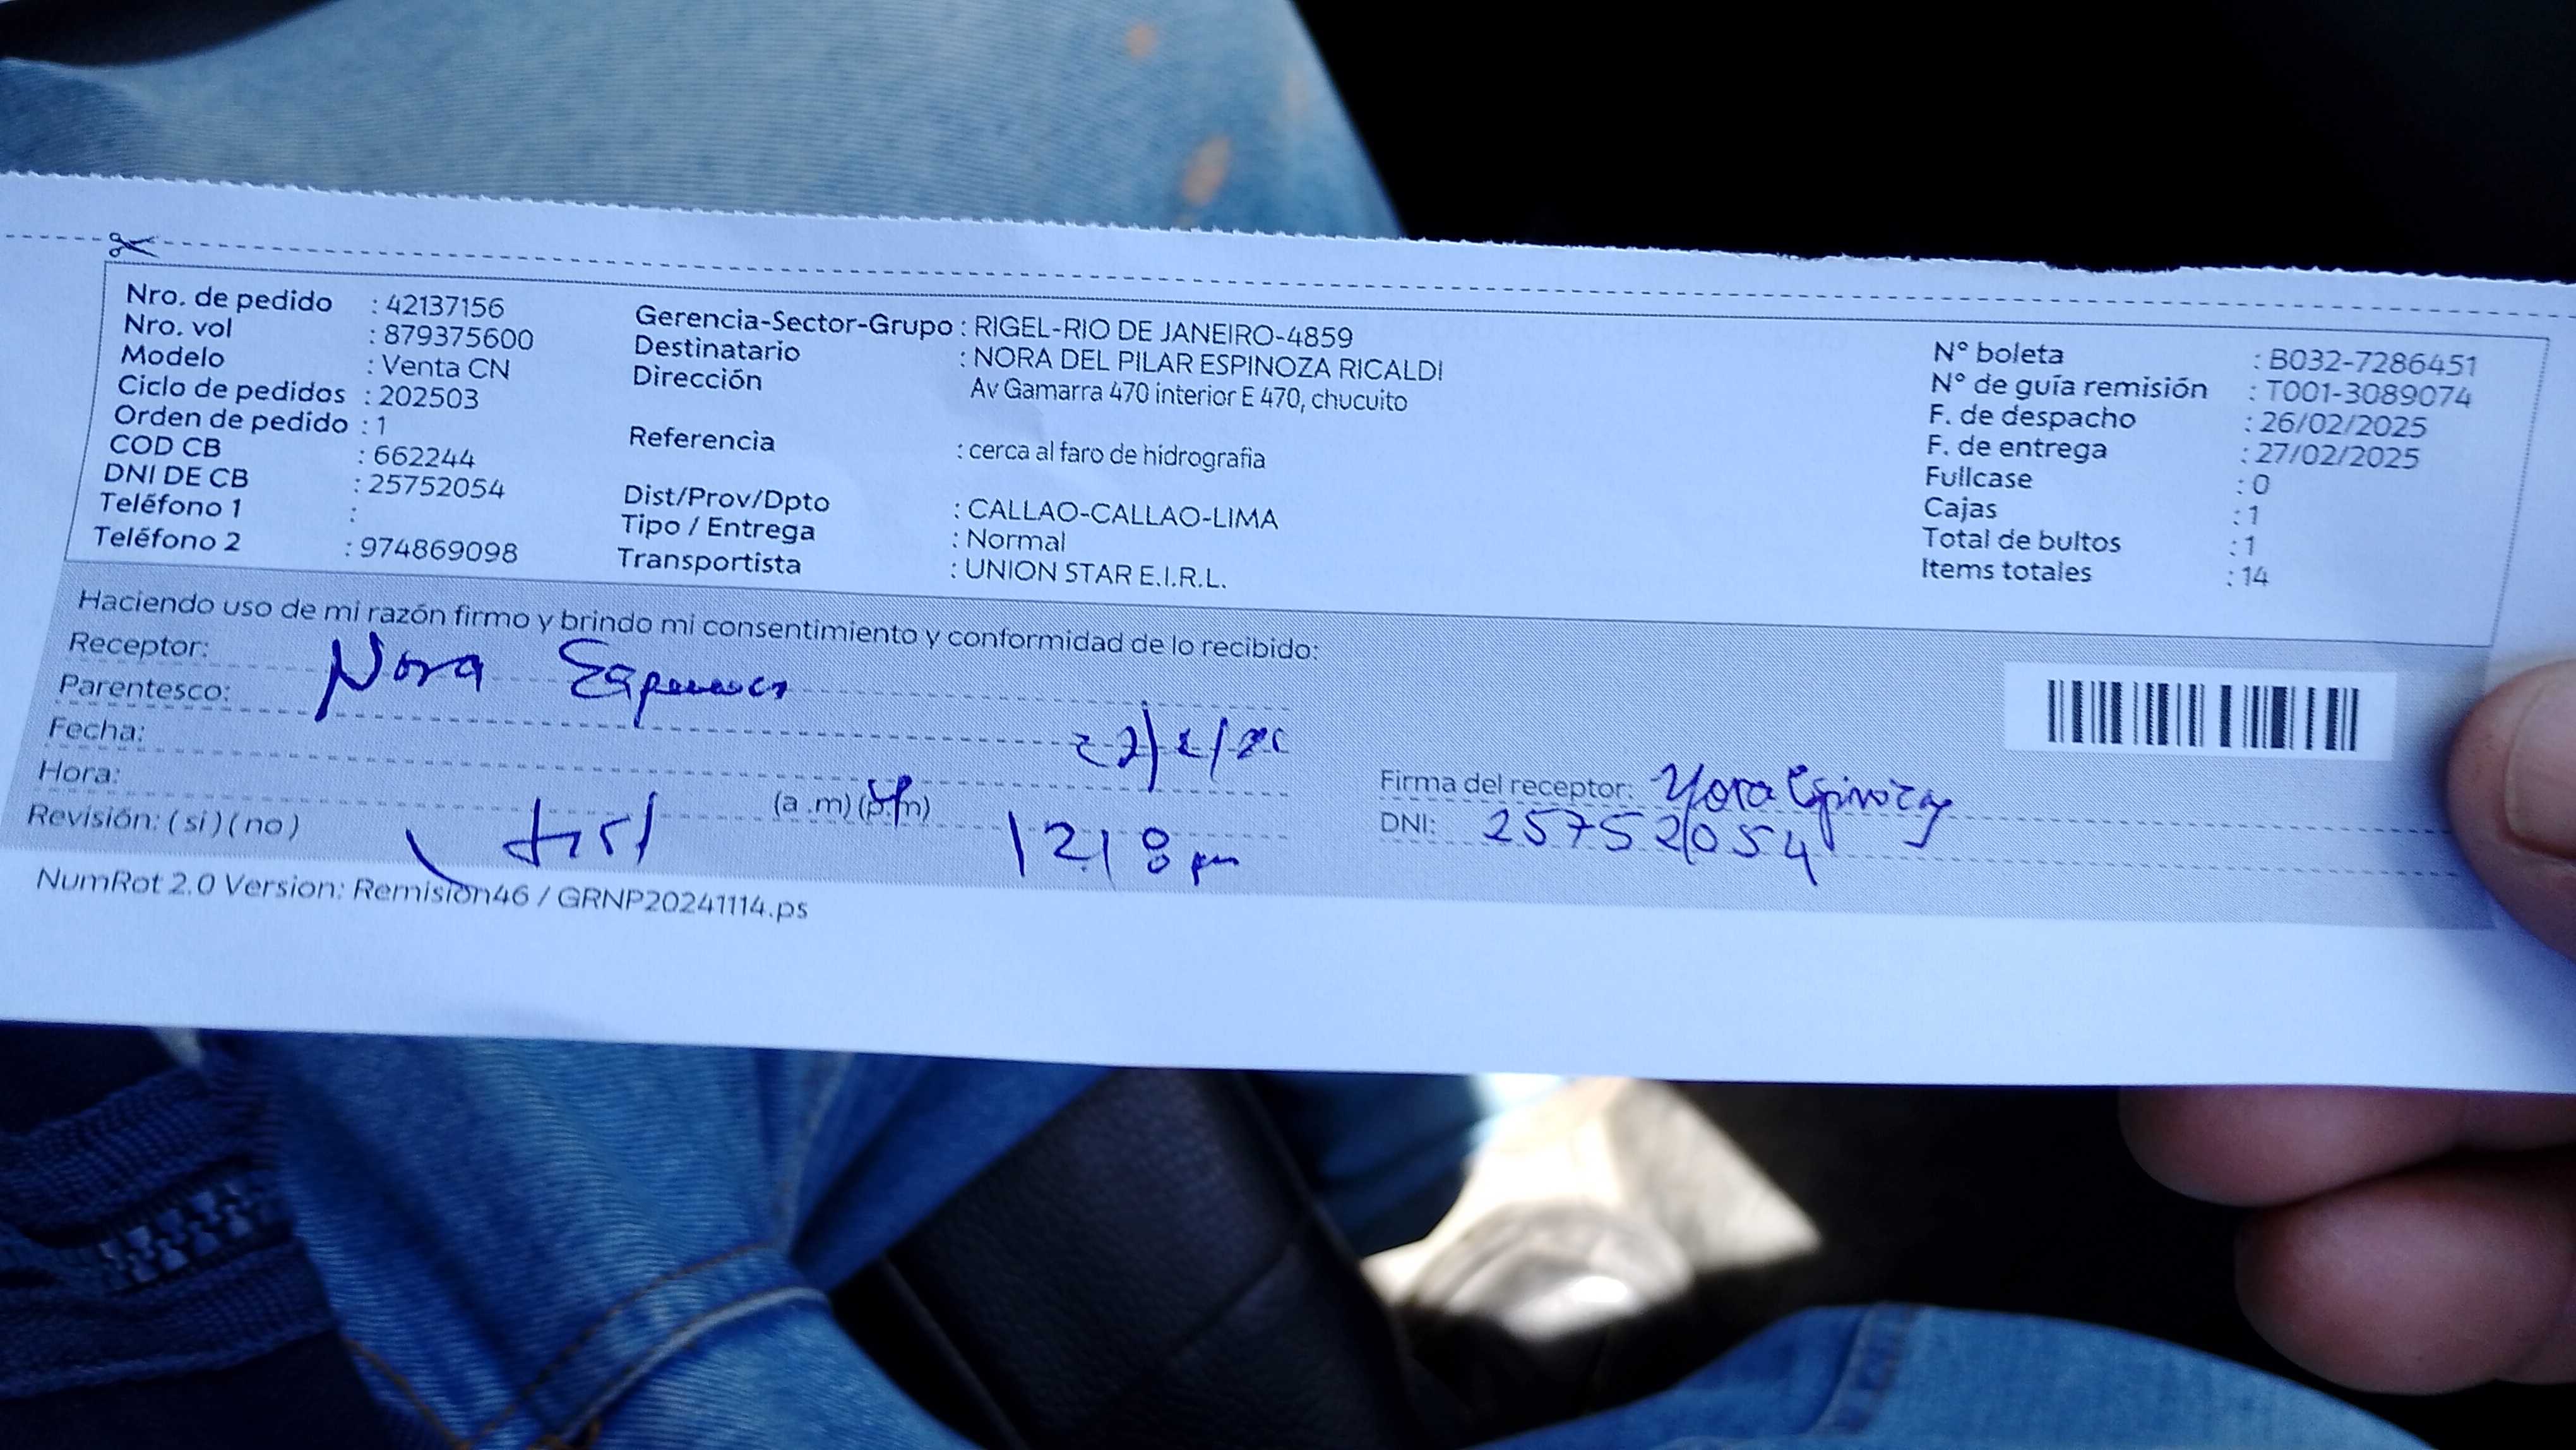 Nro. de pedido : 42137156
Nro. vol : 879375600
Modelo : Venta CN
Ciclo de pedidos : 202503
Orden de pedido : 1
COD CB : 662244
DNI DE CB : 25752054
Teléfono 1 :
Teléfono 2 : 974869098
Gerencia-Sector-Grupo : RIGEL-RIO DE JANEIRO-4859
Destinatario : NORA DEL PILAR ESPINOZA RICALDI
Dirección Av Gamarra 470 interior E 470, chucuito
Referencia : cerca al faro de hidrografia
Dist/Prov/Dpto : CALLAO-CALLAO-LIMA
Tipo / Entrega : Normal
Transportista : UNION STAR E.I.R.L.
N° boleta : B032-7286451
N° de guía remisión : T001-3089074
F. de despacho : 26/02/2025
F. de entrega : 27/02/2025
Fullcase : 0
Cajas : 1
Total de bultos : 1
Items totales : 14
Haciendo uso de mi razón firmo y brindo mi consentimiento y conformidad de lo recibido:
Receptor: Nora
Parentesco:
Fecha:
Hora: (a .m) (p.m)
Revisión: ( si ) ( no ) 1218 pm
Firma del receptor: Nora Espinoza
DNI: 25752054
NumRot 2.0 Version: Remision46 / GRNP20241114.ps